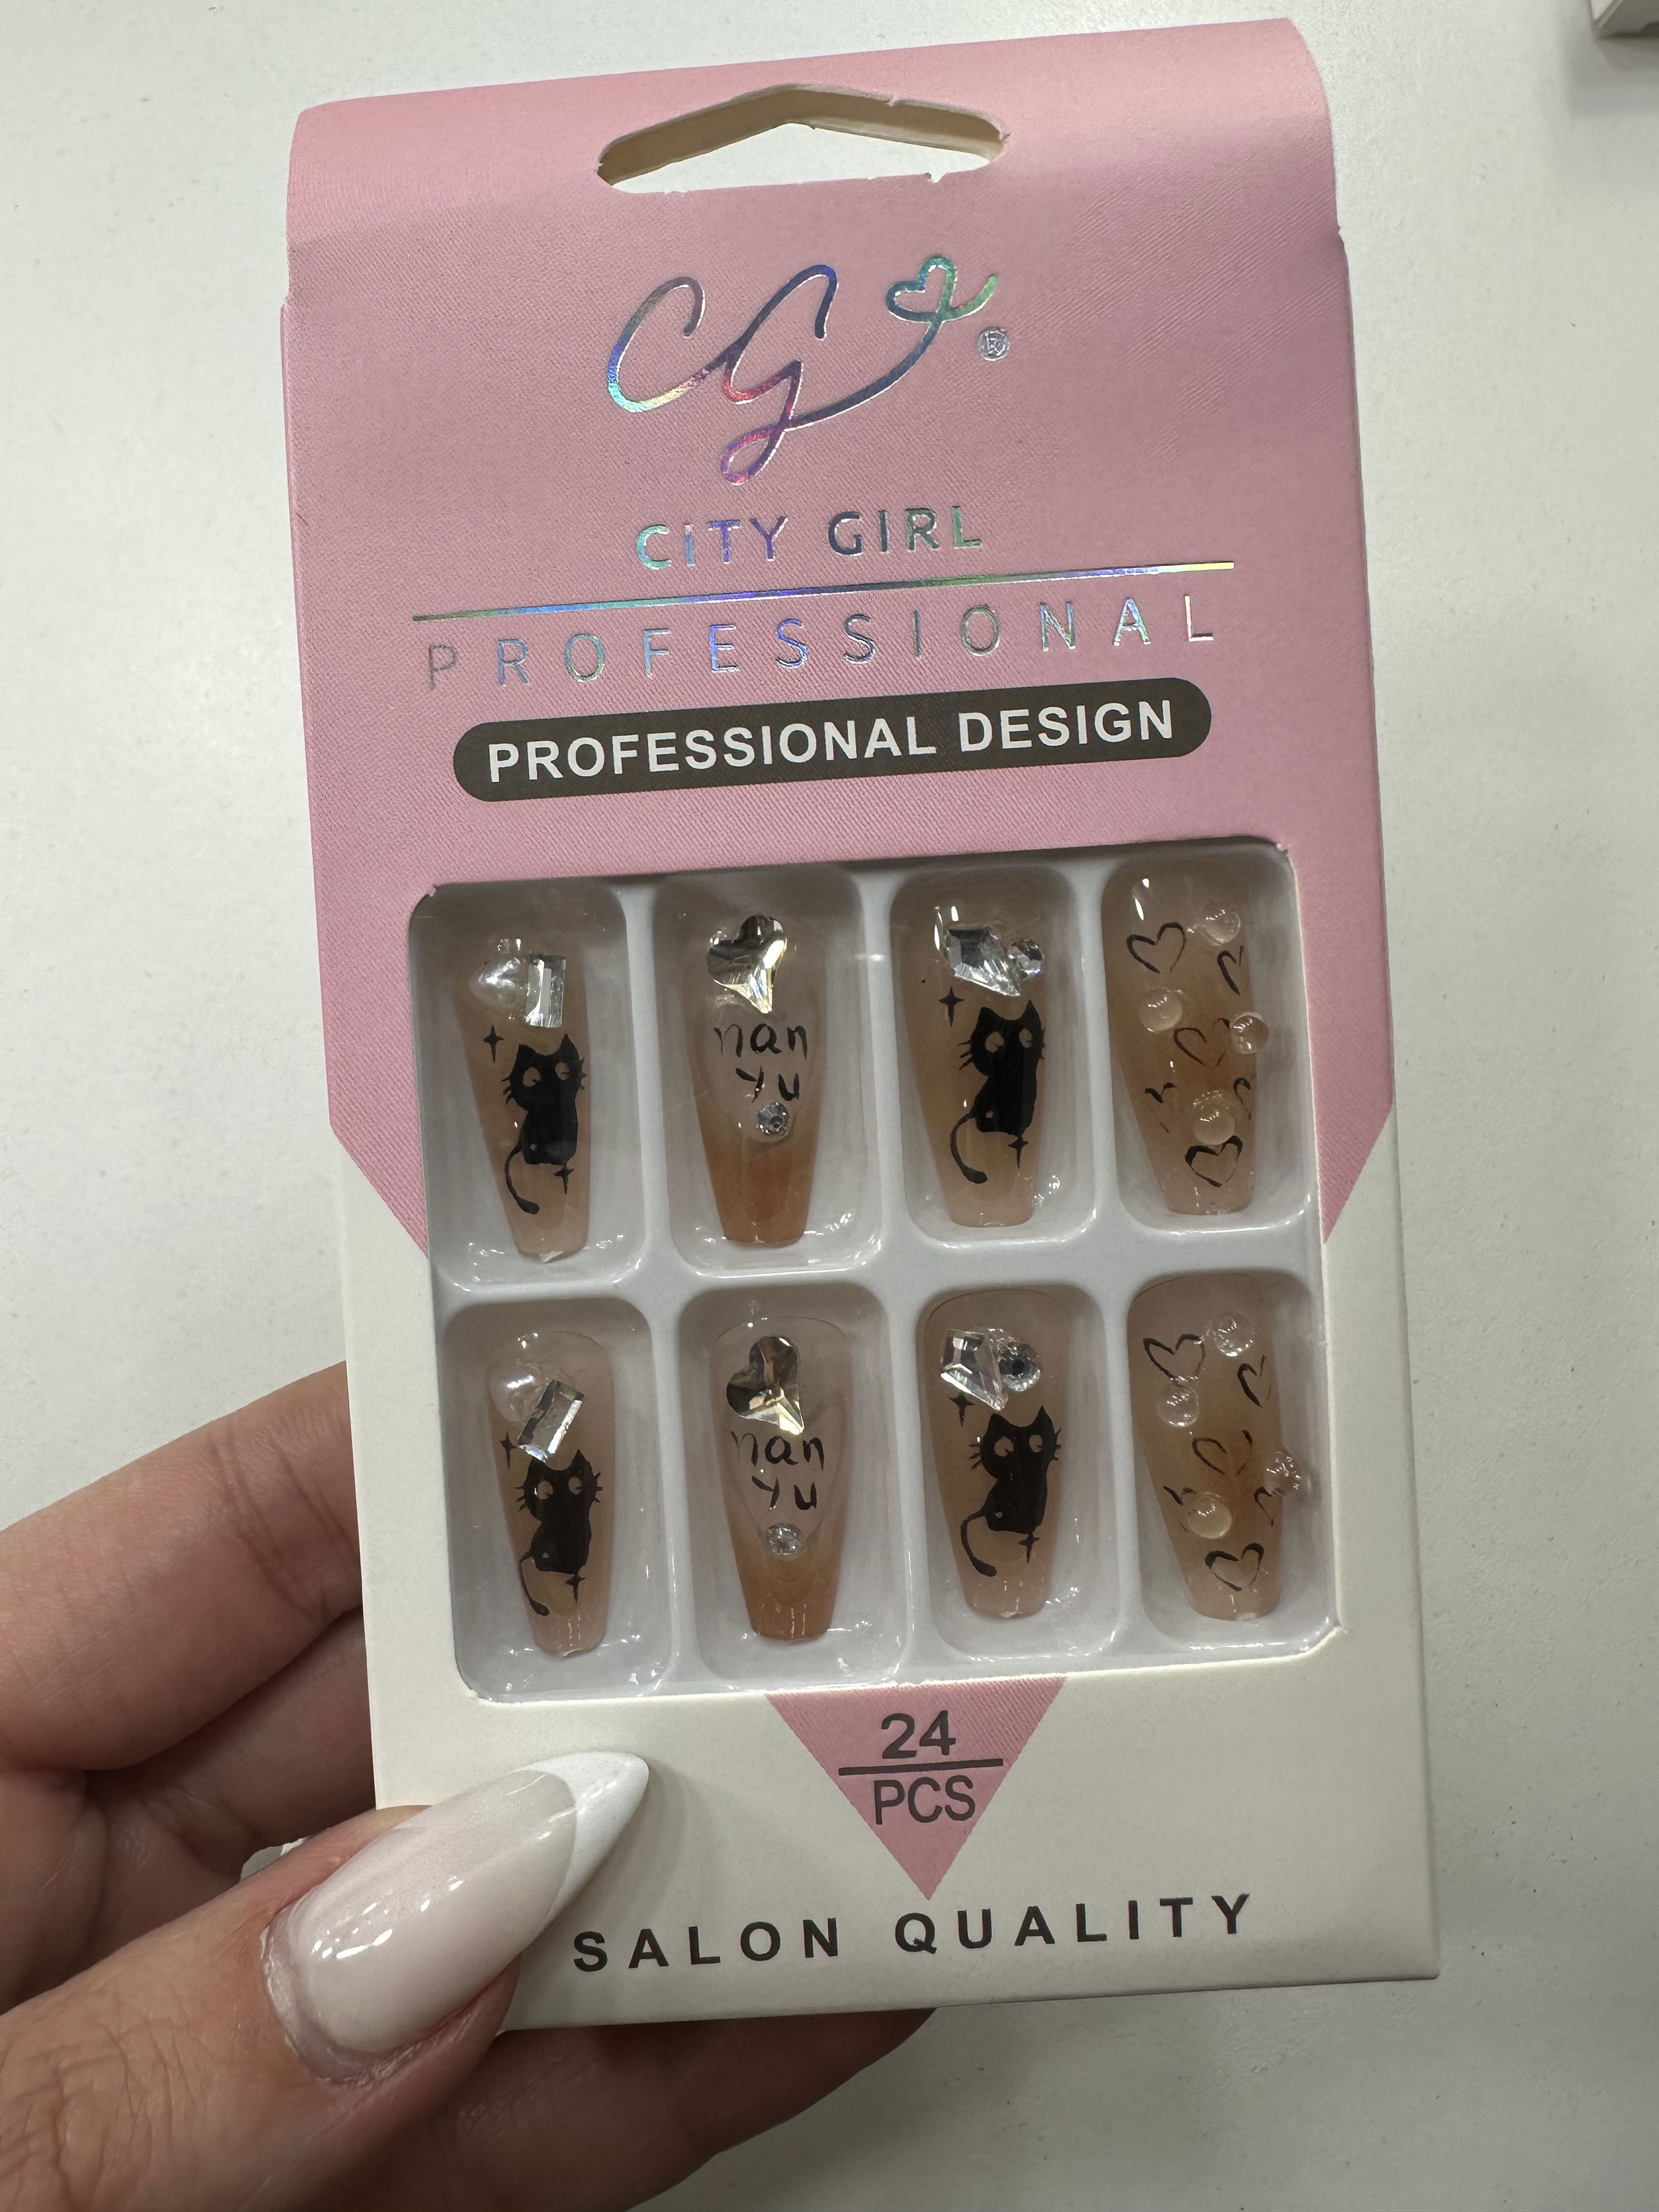 CG®
CITY GIRL
PROFESSIONAL
PROFESSIONAL DESIGN
nan
yu
nan
yu
24
PCS
SALON QUALITY